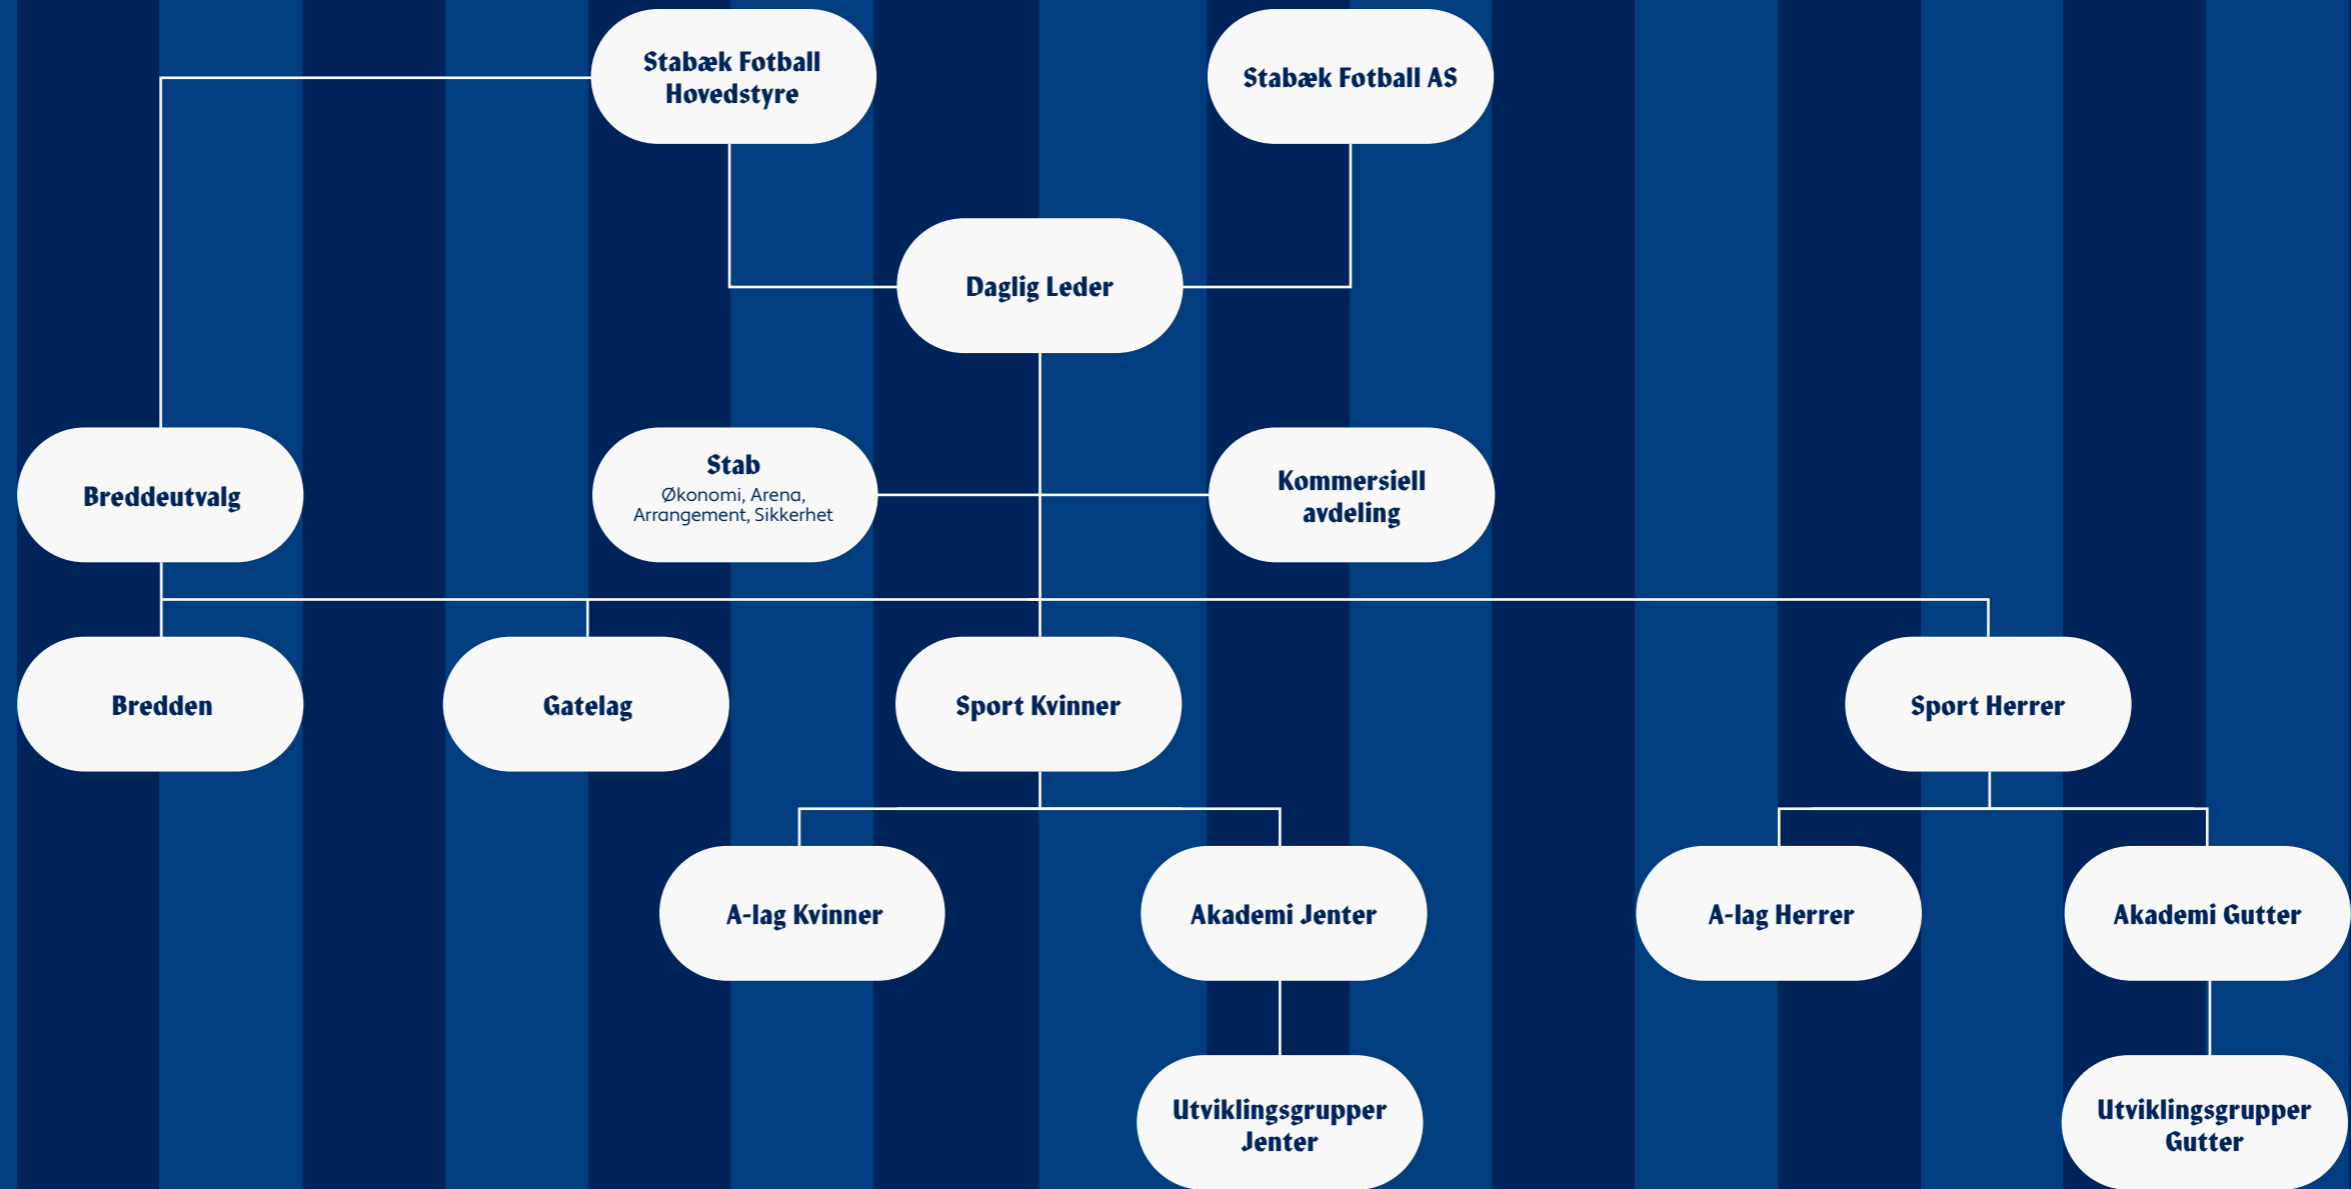 Stabæk Fotball
Hovedstyre
Stabæk Fotball AS
Daglig Leder
Breddeutvalg
Stab
Økonomi, Arena,
Arrangement, Sikkerhet
Kommersiell
avdeling
Bredden
Gatelag
Sport Kvinner
Sport Herrer
A-lag Kvinner
Akademi Jenter
A-lag Herrer
Akademi Gutter
Utviklingsgrupper
Jenter
Utviklingsgrupper
Gutter